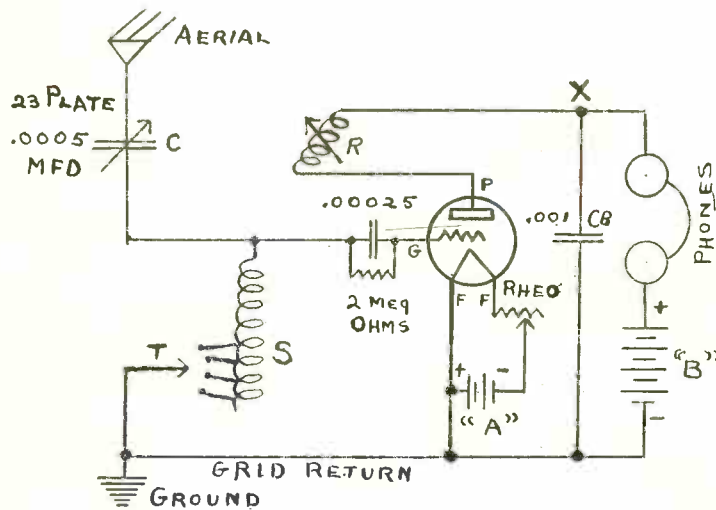 AERIAL
23 PLATE
.0005
MFD
C
R
X
P
.00025
G
2 MEG
OHMS
F F
RHEO
.001 CB
PHONES
+
"B"
-
T
S
+ -
"A"
GRID RETURN
GROUND